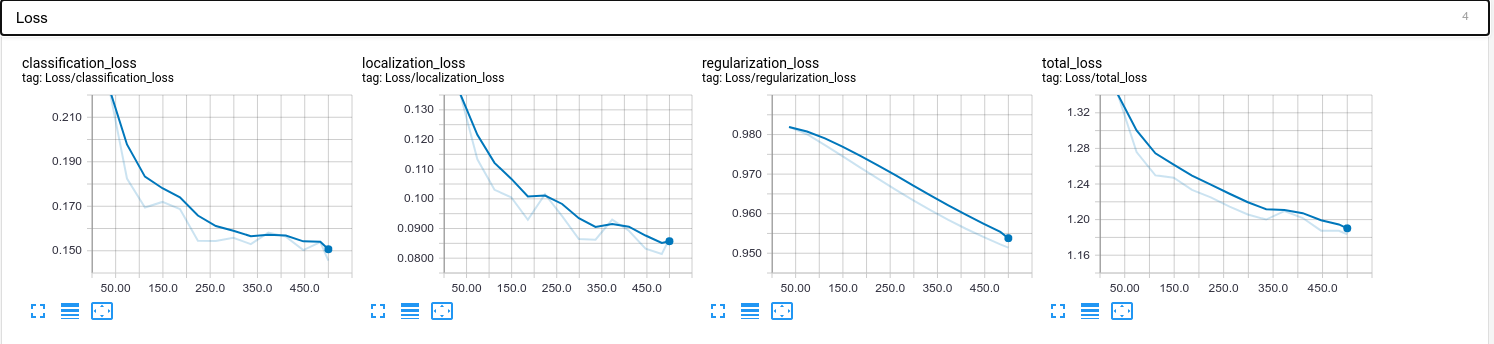 Loss
4
classification_loss
tag: Loss/classification_loss
0.210
0.190
0.170
0.150
50.00 150.0 250.0 350.0 450.0
localization_loss
tag: Loss/localization_loss
0.130
0.120
0.110
0.100
0.0900
0.0800
50.00 150.0 250.0 350.0 450.0
regularization_loss
tag: Loss/regularization_loss
0.980
0.970
0.960
0.950
50.00 150.0 250.0 350.0 450.0
total_loss
tag: Loss/total_loss
1.32
1.28
1.24
1.20
1.16
50.00 150.0 250.0 350.0 450.0